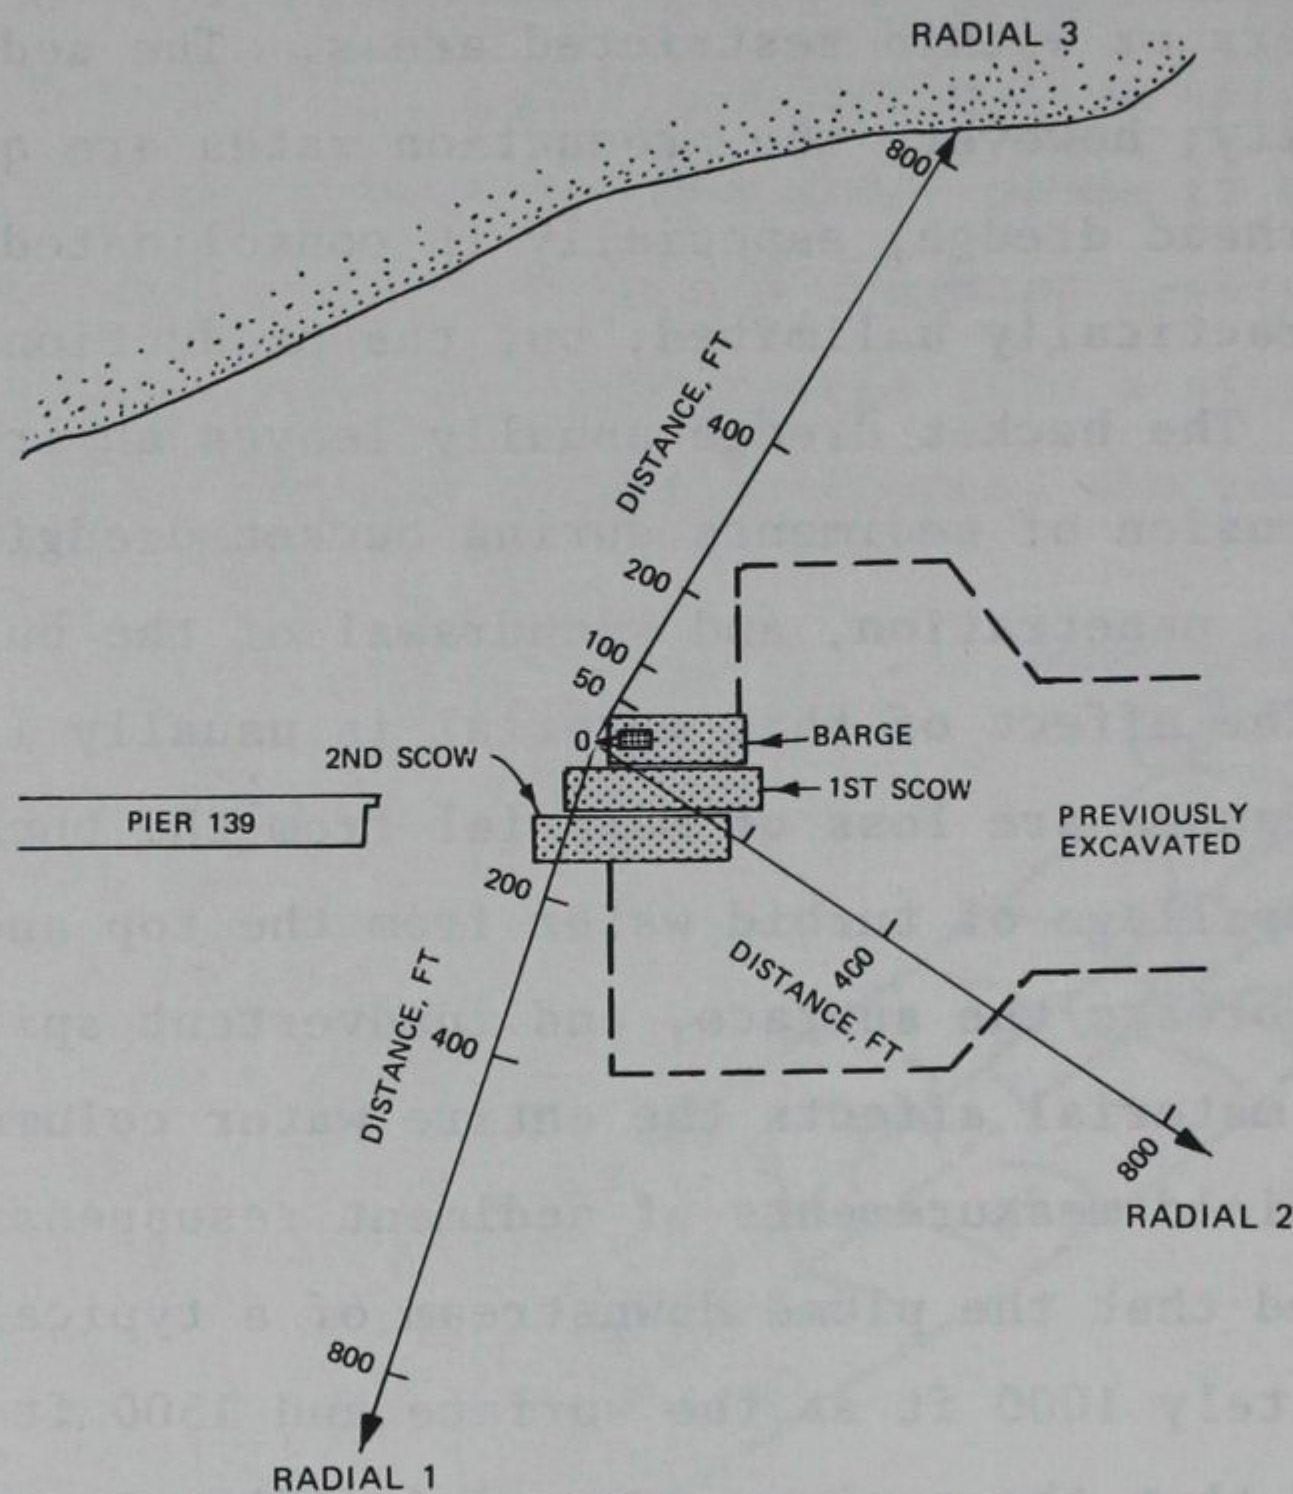 RADIAL 3
800
DISTANCE, FT
400
200
100
50
0
BARGE
2ND SCOW
1ST SCOW
PIER 139
PREVIOUSLY
EXCAVATED
200
400
DISTANCE, FT
DISTANCE, FT
400
800
800
RADIAL 2
RADIAL 1